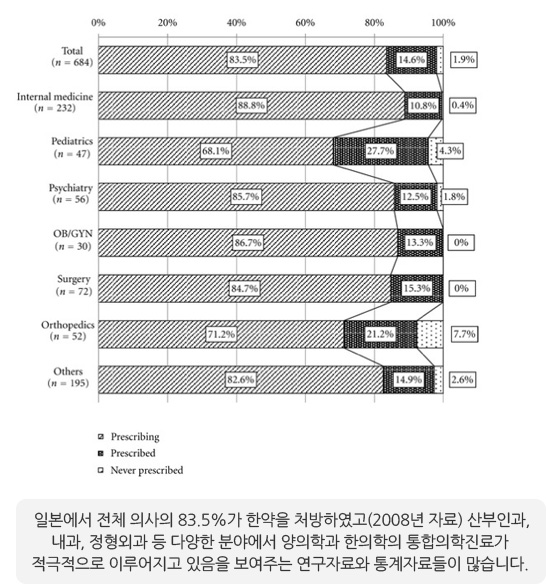 0% 20% 40% 60% 80% 100%
Total
(n = 684)
83.5% 14.6% 1.9%
Internal medicine
(n = 232)
88.8% 10.8% 0.4%
Pediatrics
(n = 47)
68.1% 27.7% 4.3%
Psychiatry
(n = 56)
85.7% 12.5% 1.8%
OB/GYN
(n = 30)
86.7% 13.3% 0%
Surgery
(n = 72)
84.7% 15.3% 0%
Orthopedics
(n = 52)
71.2% 21.2% 7.7%
Others
(n = 195)
82.6% 14.9% 2.6%
Prescribing
Prescribed
Never prescribed
일본에서 전체 의사의 83.5%가 한약을 처방하였고(2008년 자료) 산부인과,
내과, 정형외과 등 다양한 분야에서 양의학과 한의학의 통합의학진료가
적극적으로 이루어지고 있음을 보여주는 연구자료와 통계자료들이 많습니다.